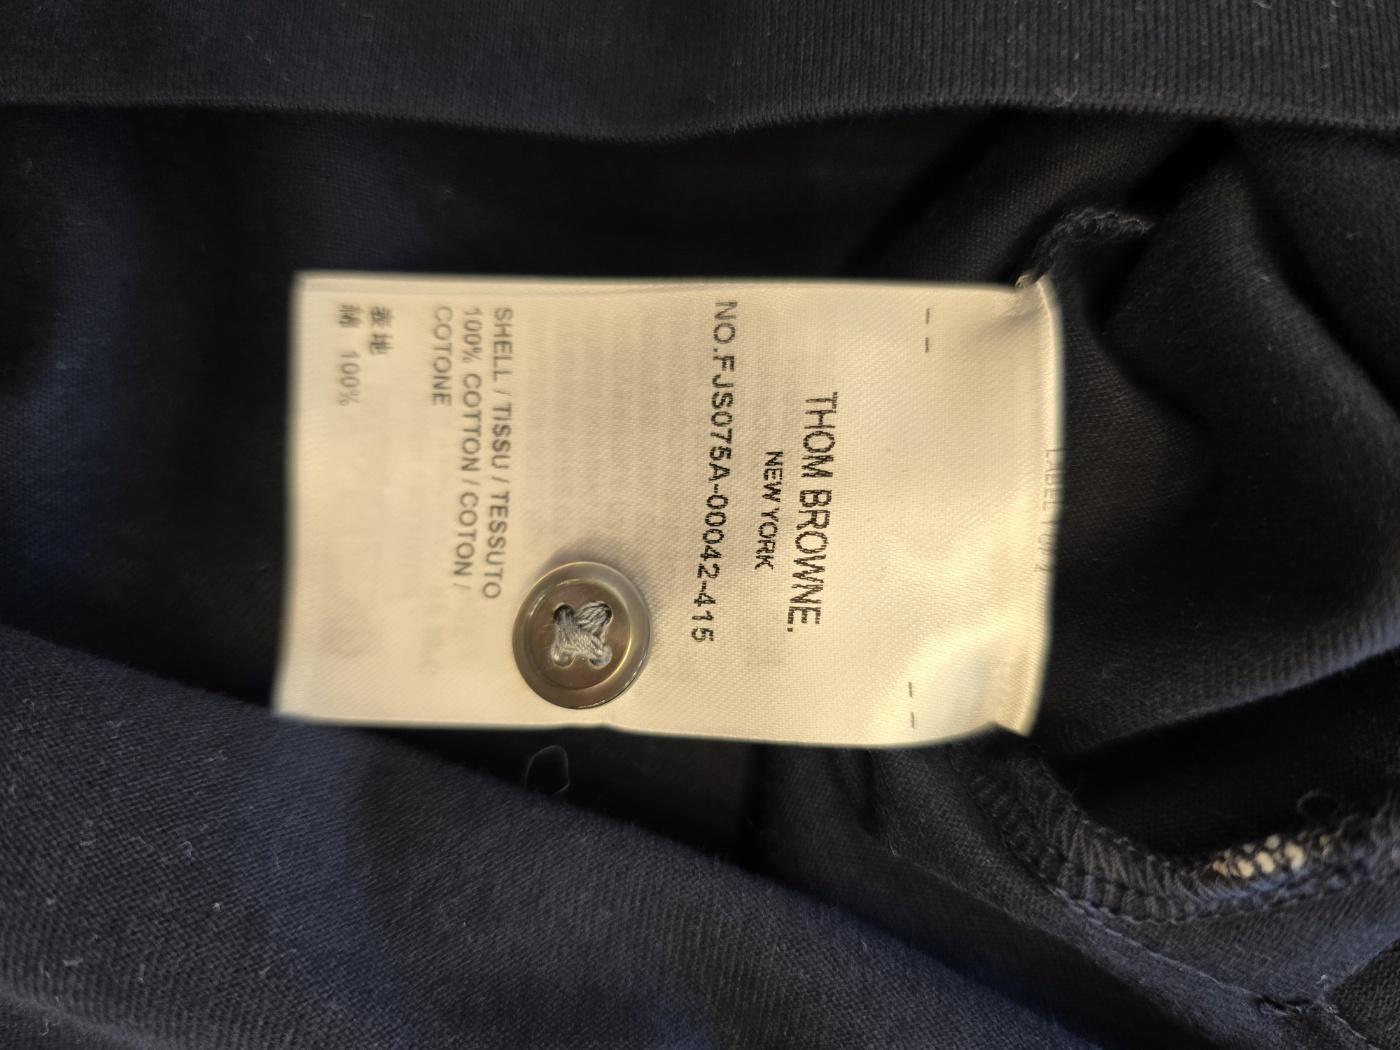 THOM BROWNE.
NEW YORK
NO.FJS075A-00042-415
SHELL / TISSU / TESSUTO
100% COTTON / COTON /
COTONE
表地
綿 100%